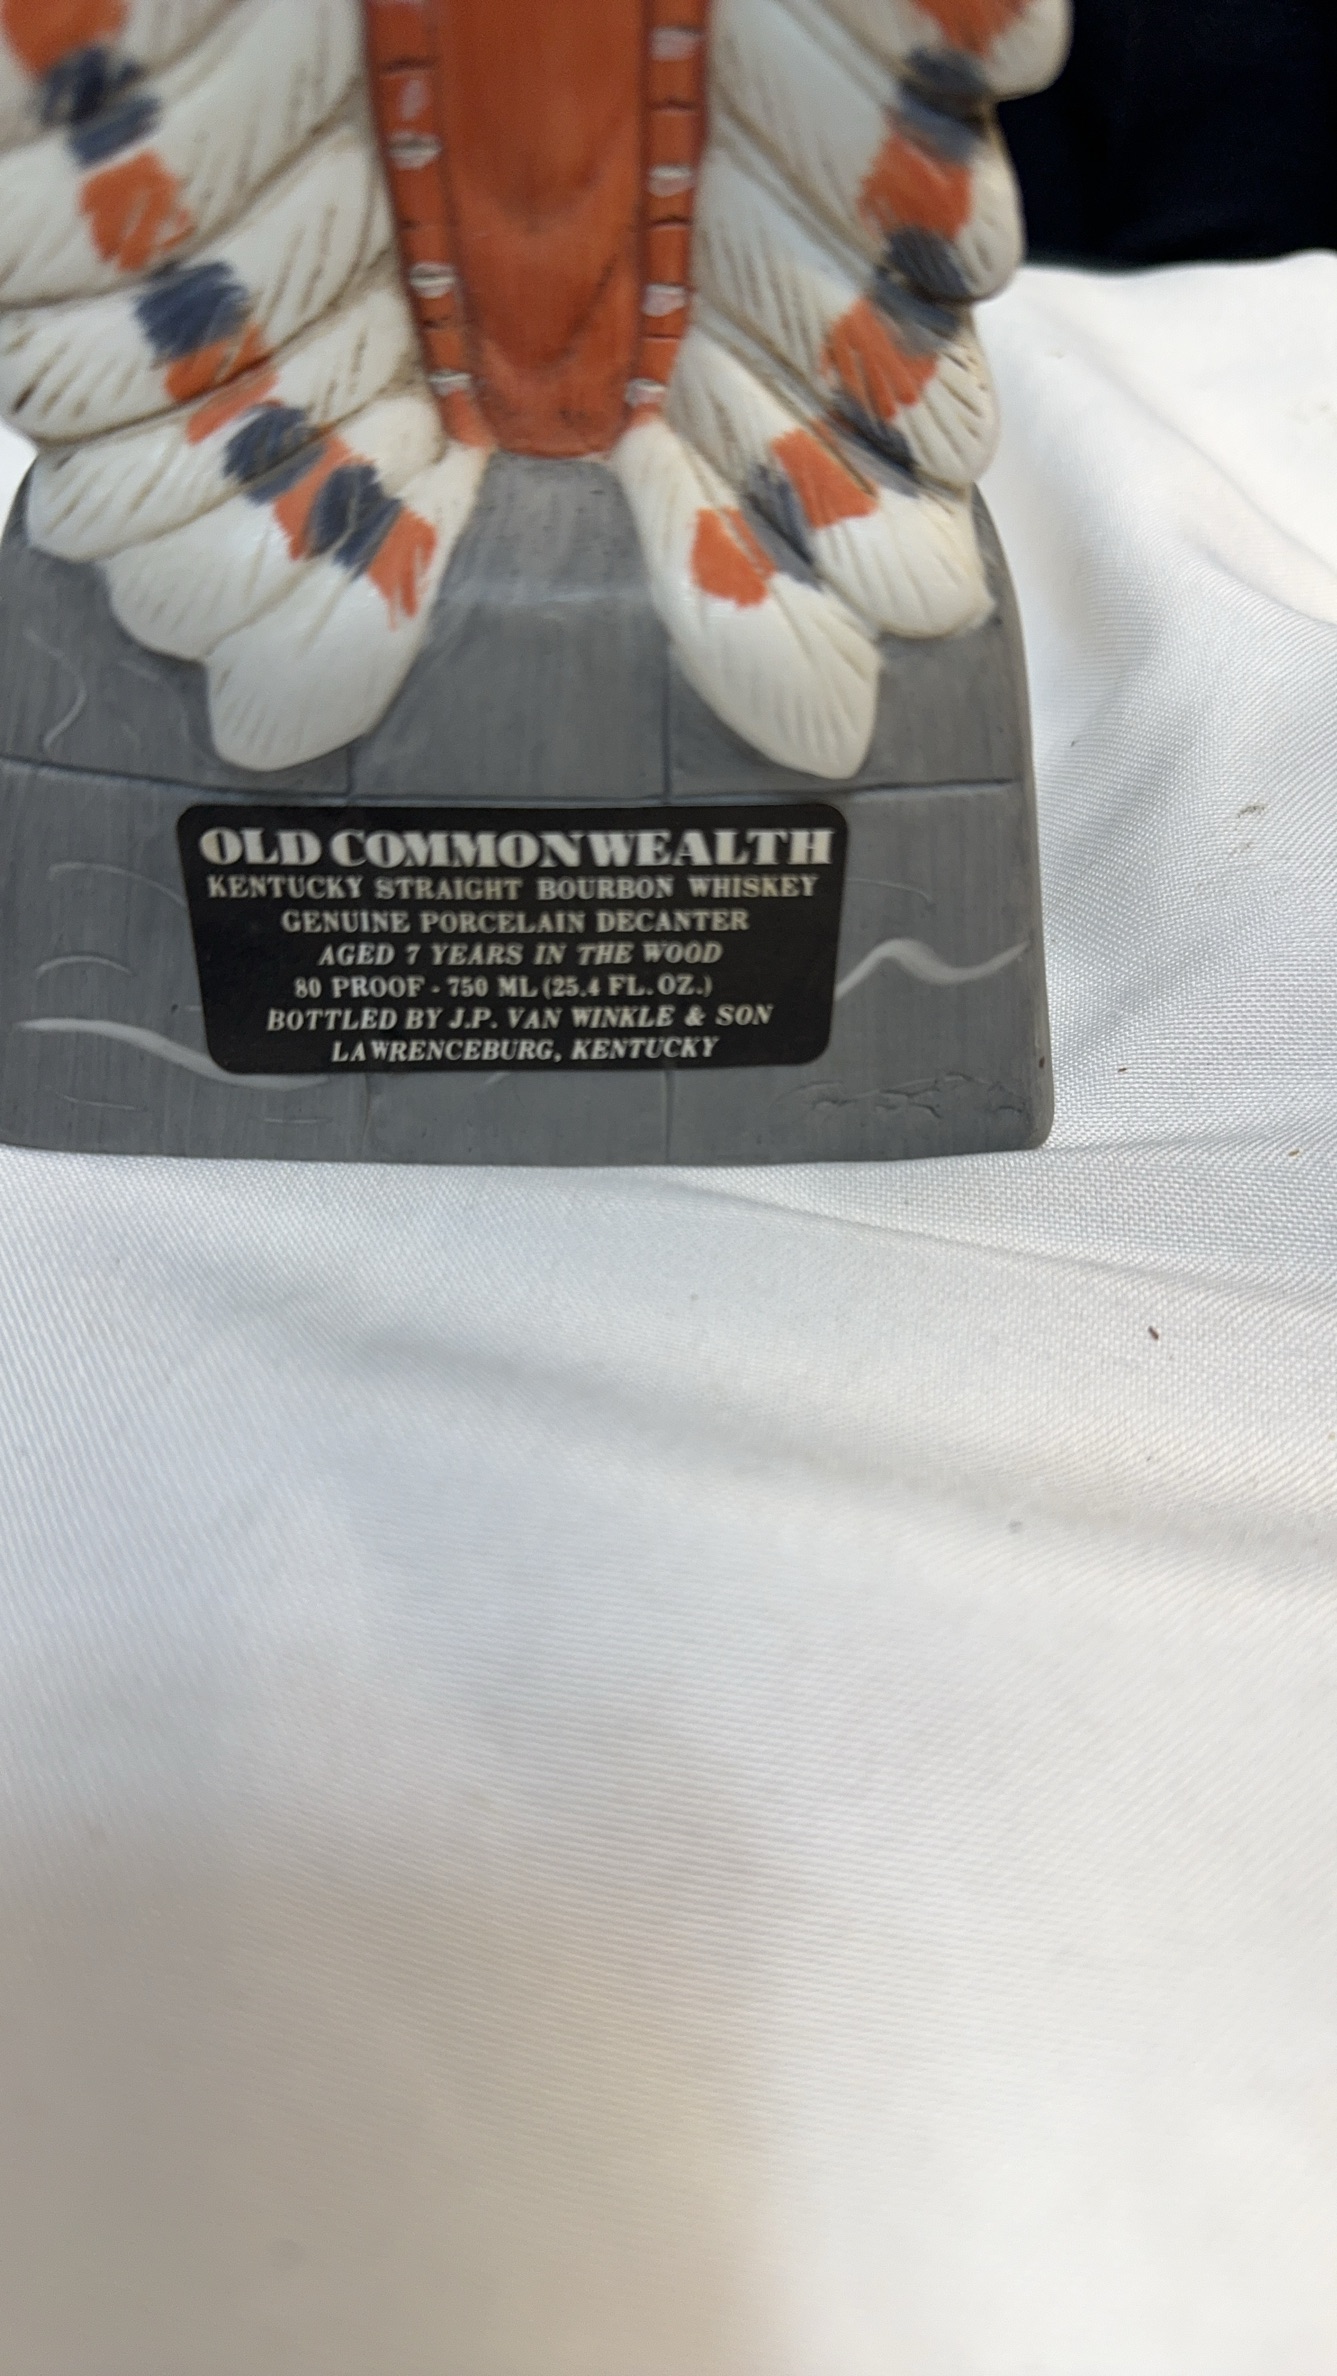 OLD COMMONWEALTH
KENTUCKY STRAIGHT BOURBON WHISKEY
GENUINE PORCELAIN DECANTER
AGED 7 YEARS IN THE WOOD
80 PROOF - 750 ML (25.4 FL. OZ.)
BOTTLED BY J.P. VAN WINKLE & SON
LAWRENCEBURG, KENTUCKY